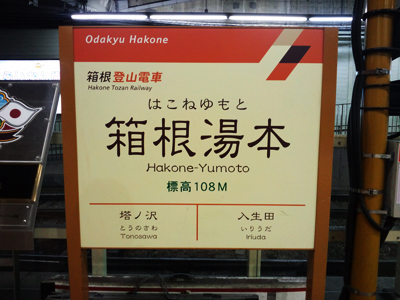 Odakyu Hakone
箱根登山電車
Hakone Tozan Railway
はこねゆもと
箱根湯本
Hakone-Yumoto
標高108M
塔ノ沢
とうのさわ
Tonosawa
入生田
いりうだ
Iriuda